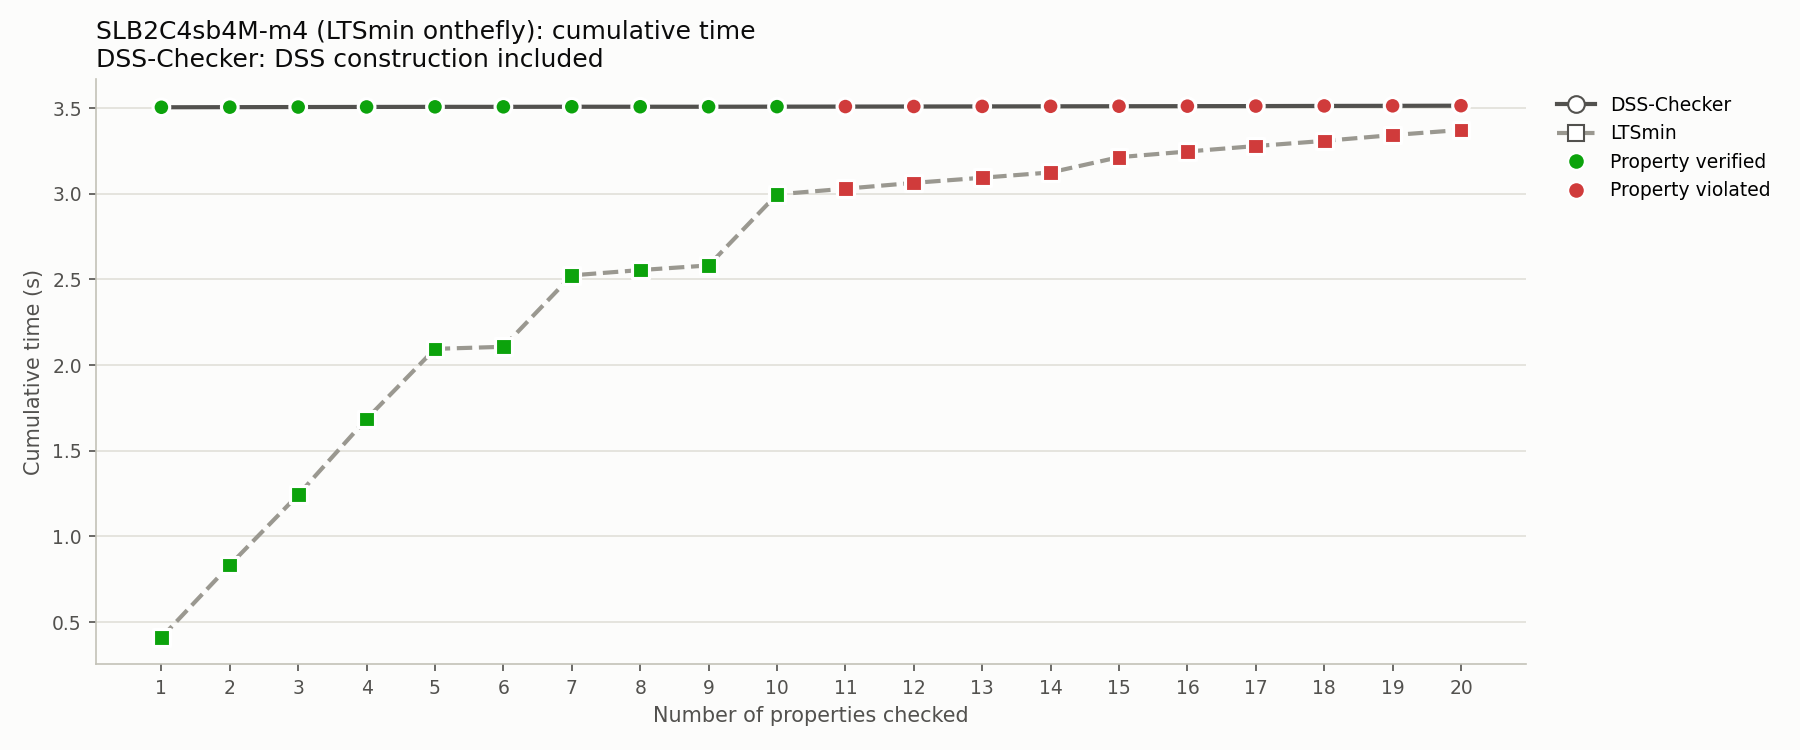 SLB2C4sb4M-m4 (LTSmin onthefly): cumulative time
DSS-Checker: DSS construction included
DSS-Checker
LTSmin
Property verified
Property violated
Cumulative time (s)
3.5
3.0
2.5
2.0
1.5
1.0
0.5
1 2 3 4 5 6 7 8 9 10 11 12 13 14 15 16 17 18 19 20
Number of properties checked